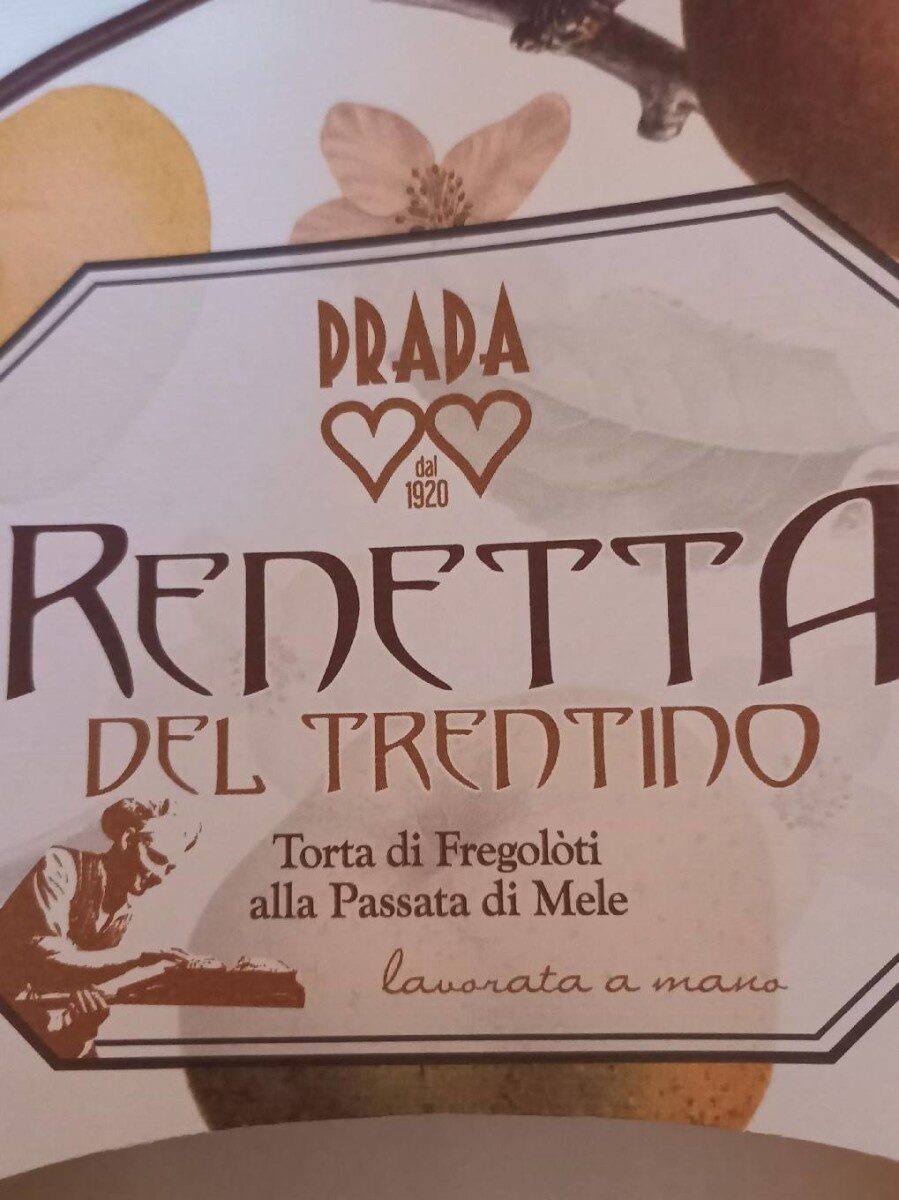 PRADA
dal
1920
RENETTA
DEL TRENTINO
Torta di Fregolòti
alla Passata di Mele
lavorata a mano